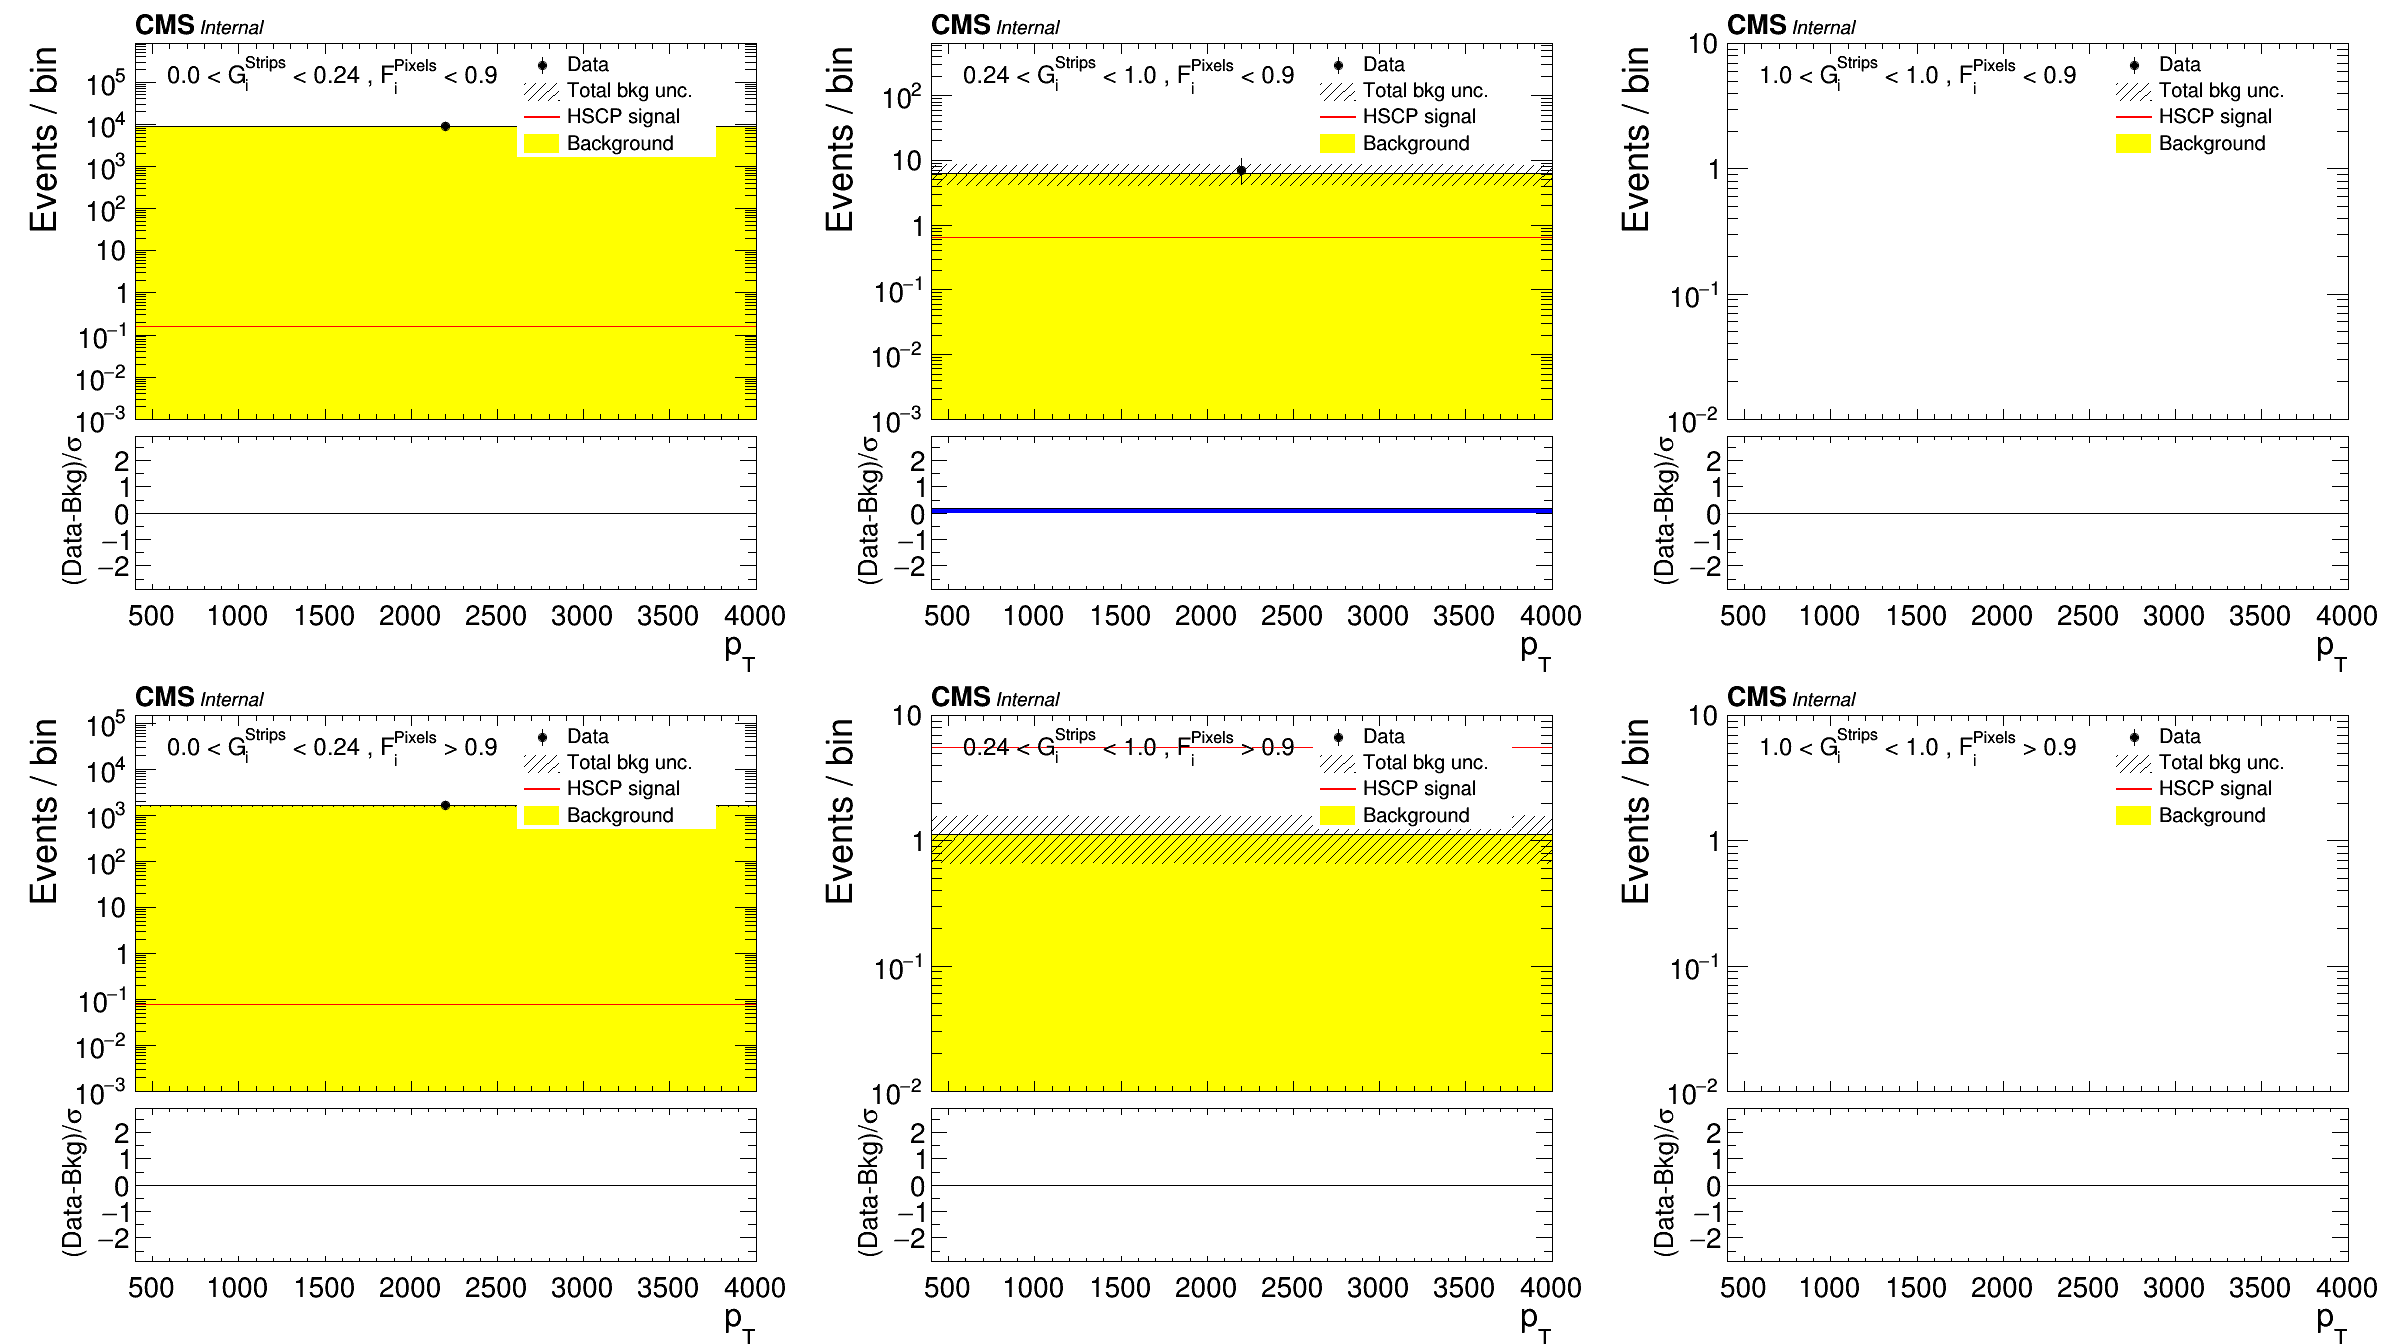 CMS Internal
Events / bin
0.0 < G_i^Strips < 0.24 , F_i^Pixels < 0.9
Data
Total bkg unc.
HSCP signal
Background
10^5
10^4
10^3
10^2
10
1
10^−1
10^−2
10^−3
(Data-Bkg)/σ
2
1
0
−1
−2
500 1000 1500 2000 2500 3000 3500 4000
p_T
CMS Internal
Events / bin
0.24 < G_i^Strips < 1.0 , F_i^Pixels < 0.9
Data
Total bkg unc.
HSCP signal
Background
10^2
10
1
10^−1
10^−2
10^−3
(Data-Bkg)/σ
2
1
0
−1
−2
500 1000 1500 2000 2500 3000 3500 4000
p_T
CMS Internal
Events / bin
1.0 < G_i^Strips < 1.0 , F_i^Pixels < 0.9
Data
Total bkg unc.
HSCP signal
Background
10
1
10^−1
10^−2
(Data-Bkg)/σ
2
1
0
−1
−2
500 1000 1500 2000 2500 3000 3500 4000
p_T
CMS Internal
Events / bin
0.0 < G_i^Strips < 0.24 , F_i^Pixels > 0.9
Data
Total bkg unc.
HSCP signal
Background
10^5
10^4
10^3
10^2
10
1
10^−1
10^−2
10^−3
(Data-Bkg)/σ
2
1
0
−1
−2
500 1000 1500 2000 2500 3000 3500 4000
p_T
CMS Internal
Events / bin
0.24 < G_i^Strips < 1.0 , F_i^Pixels > 0.9
Data
Total bkg unc.
HSCP signal
Background
10
1
10^−1
10^−2
(Data-Bkg)/σ
2
1
0
−1
−2
500 1000 1500 2000 2500 3000 3500 4000
p_T
CMS Internal
Events / bin
1.0 < G_i^Strips < 1.0 , F_i^Pixels > 0.9
Data
Total bkg unc.
HSCP signal
Background
10
1
10^−1
10^−2
(Data-Bkg)/σ
2
1
0
−1
−2
500 1000 1500 2000 2500 3000 3500 4000
p_T